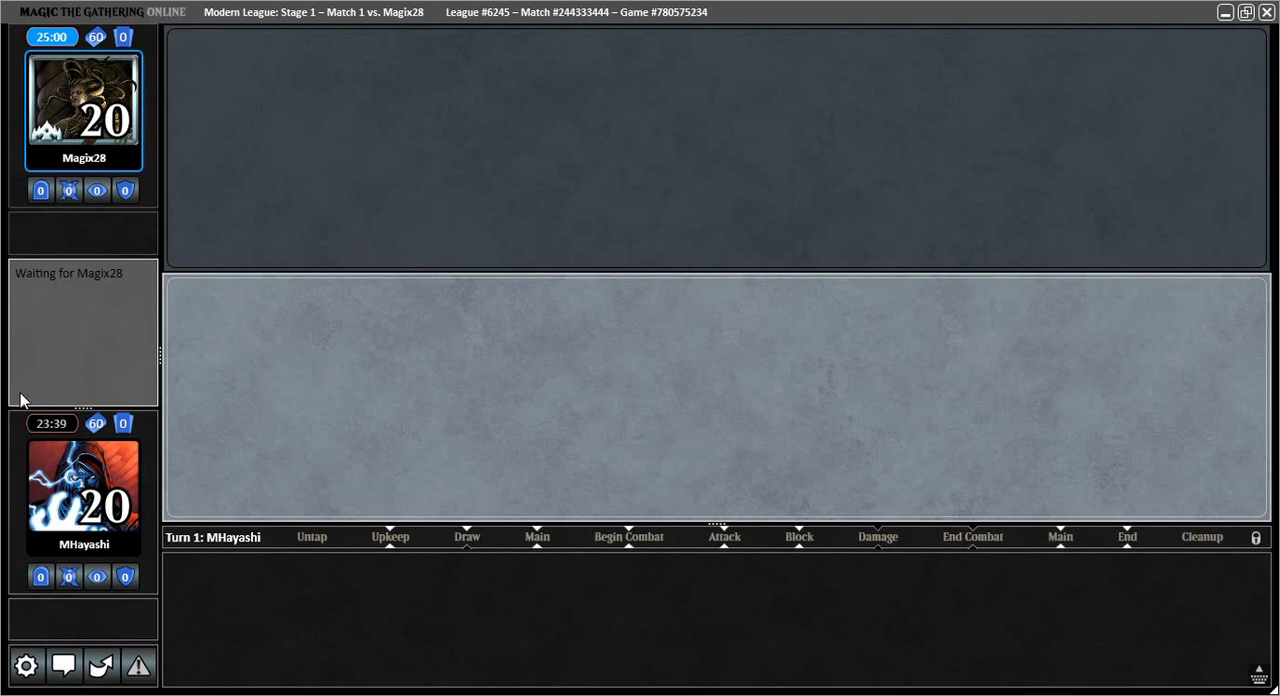 MAGIC THE GATHERING ONLINE Modern League: Stage 1 – Match 1 vs. Magix28 League #6245 – Match #244333444 – Game #780575234
25:00 60 0
20
Magix28
0 0 0 0
Waiting for Magix28
23:39 60 0
20
MHayashi
0 0 0 0
Turn 1: MHayashi Untap Upkeep Draw Main Begin Combat Attack Block Damage End Combat Main End Cleanup